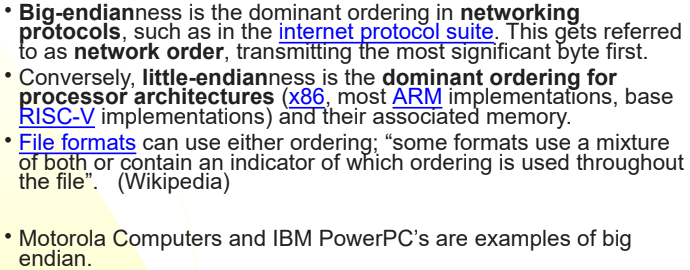 • Big-endianness is the dominant ordering in networking
protocols, such as in the internet protocol suite. This gets referred
to as network order, transmitting the most significant byte first.
• Conversely, little-endianness is the dominant ordering for
processor architectures (x86, most ARM implementations, base
RISC-V implementations) and their associated memory.
• File formats can use either ordering; “some formats use a mixture
of both or contain an indicator of which ordering is used throughout
the file”. (Wikipedia)
• Motorola Computers and IBM PowerPC’s are examples of big
endian.